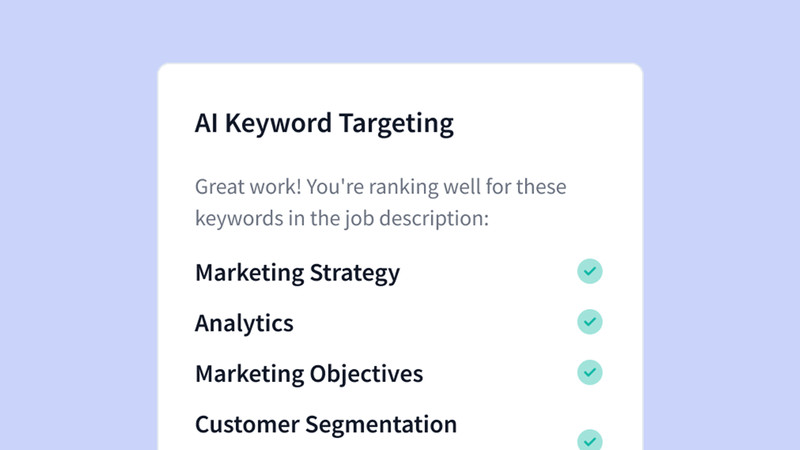 AI Keyword Targeting
Great work! You're ranking well for these
keywords in the job description:
Marketing Strategy
Analytics
Marketing Objectives
Customer Segmentation